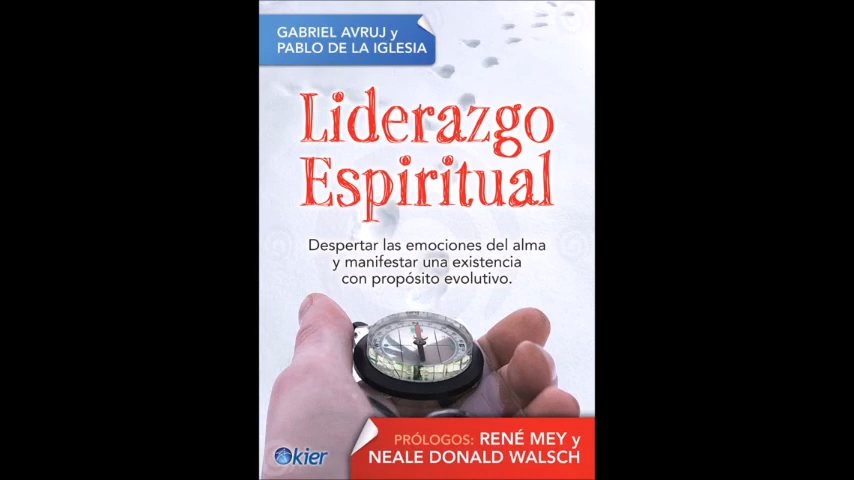 GABRIEL AVRUJ y
PABLO DE LA IGLESIA
Liderazgo
Espiritual
Despertar las emociones del alma
y manifestar una existencia
con propósito evolutivo.
PRÓLOGOS: RENÉ MEY y
NEALE DONALD WALSCH
kier